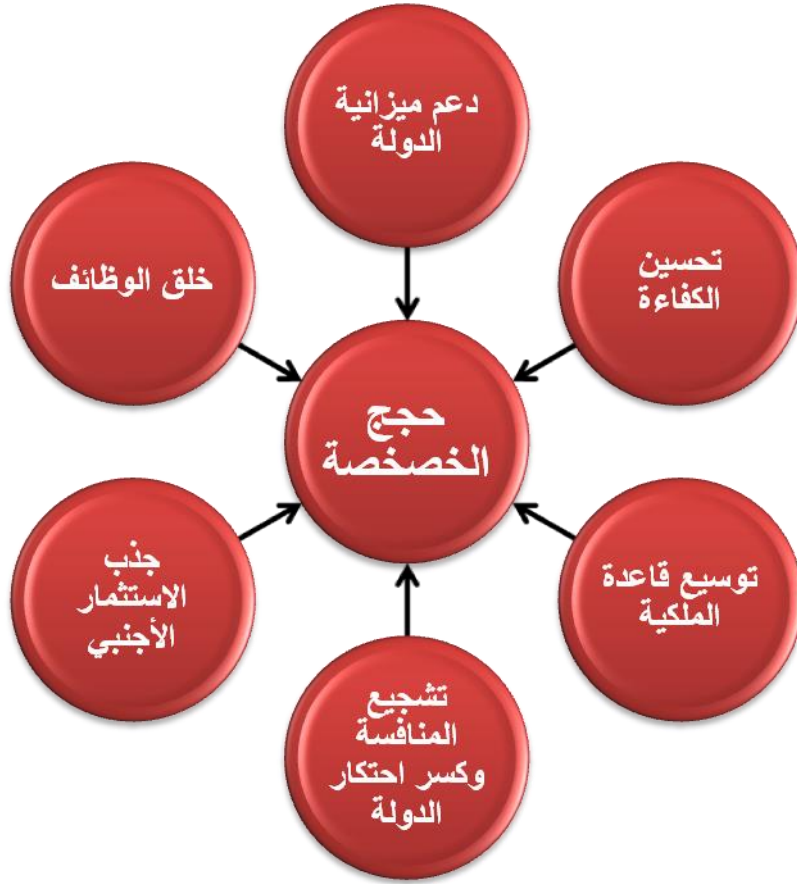 دعم ميزانية
الدولة
تحسين
الكفاءة
خلق الوظائف
حجج
الخصخصة
توسيع قاعدة
الملكية
جذب
الاستثمار
الأجنبي
تشجيع
المنافسة
وكسر احتكار
الدولة